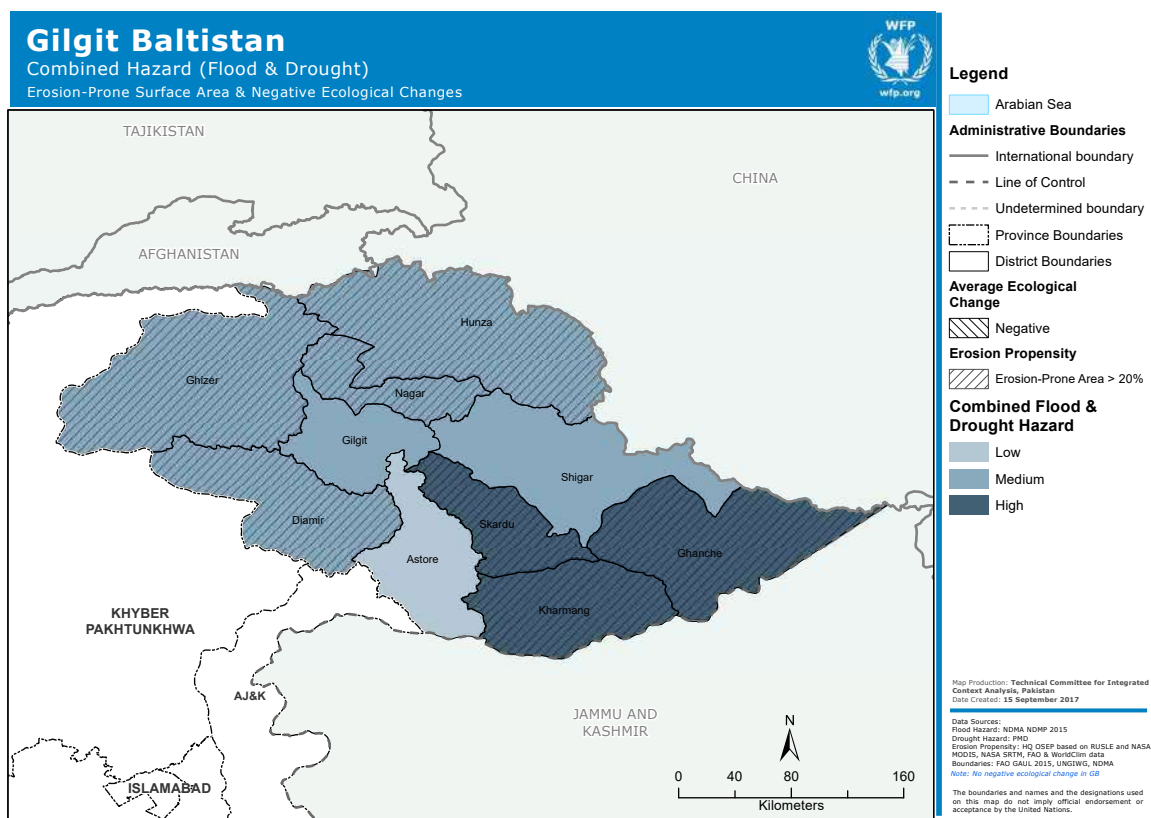 Gilgit Baltistan
Combined Hazard (Flood & Drought)
Erosion-Prone Surface Area & Negative Ecological Changes
WFP
wfp.org
TAJIKISTAN
CHINA
AFGHANISTAN
Hunza
Ghizer
Nagar
Gilgit
Shigar
Diamir
Skardu
Astore
Ghanche
Kharmang
KHYBER
PAKHTUNKHWA
AJ&K
JAMMU AND
KASHMIR
ISLAMABAD
N
0 40 80 160
Kilometers
Legend
Arabian Sea
Administrative Boundaries
International boundary
Line of Control
Undetermined boundary
Province Boundaries
District Boundaries
Average Ecological
Change
Negative
Erosion Propensity
Erosion-Prone Area > 20%
Combined Flood &
Drought Hazard
Low
Medium
High
Map Production: Technical Committee for Integrated
Context Analysis, Pakistan
Date Created: 15 September 2017
Data Sources:
Flood Hazard: NDMA NDMP 2015
Drought Hazard: PMD
Erosion Propensity: HQ OSEP based on RUSLE and NASA
MODIS, NASA SRTM, FAO & WorldClim data
Boundaries: FAO GAUL 2015, UNGIWG, NDMA
Note: No negative ecological change in GB
The boundaries and names and the designations used
on this map do not imply official endorsement or
acceptance by the United Nations.